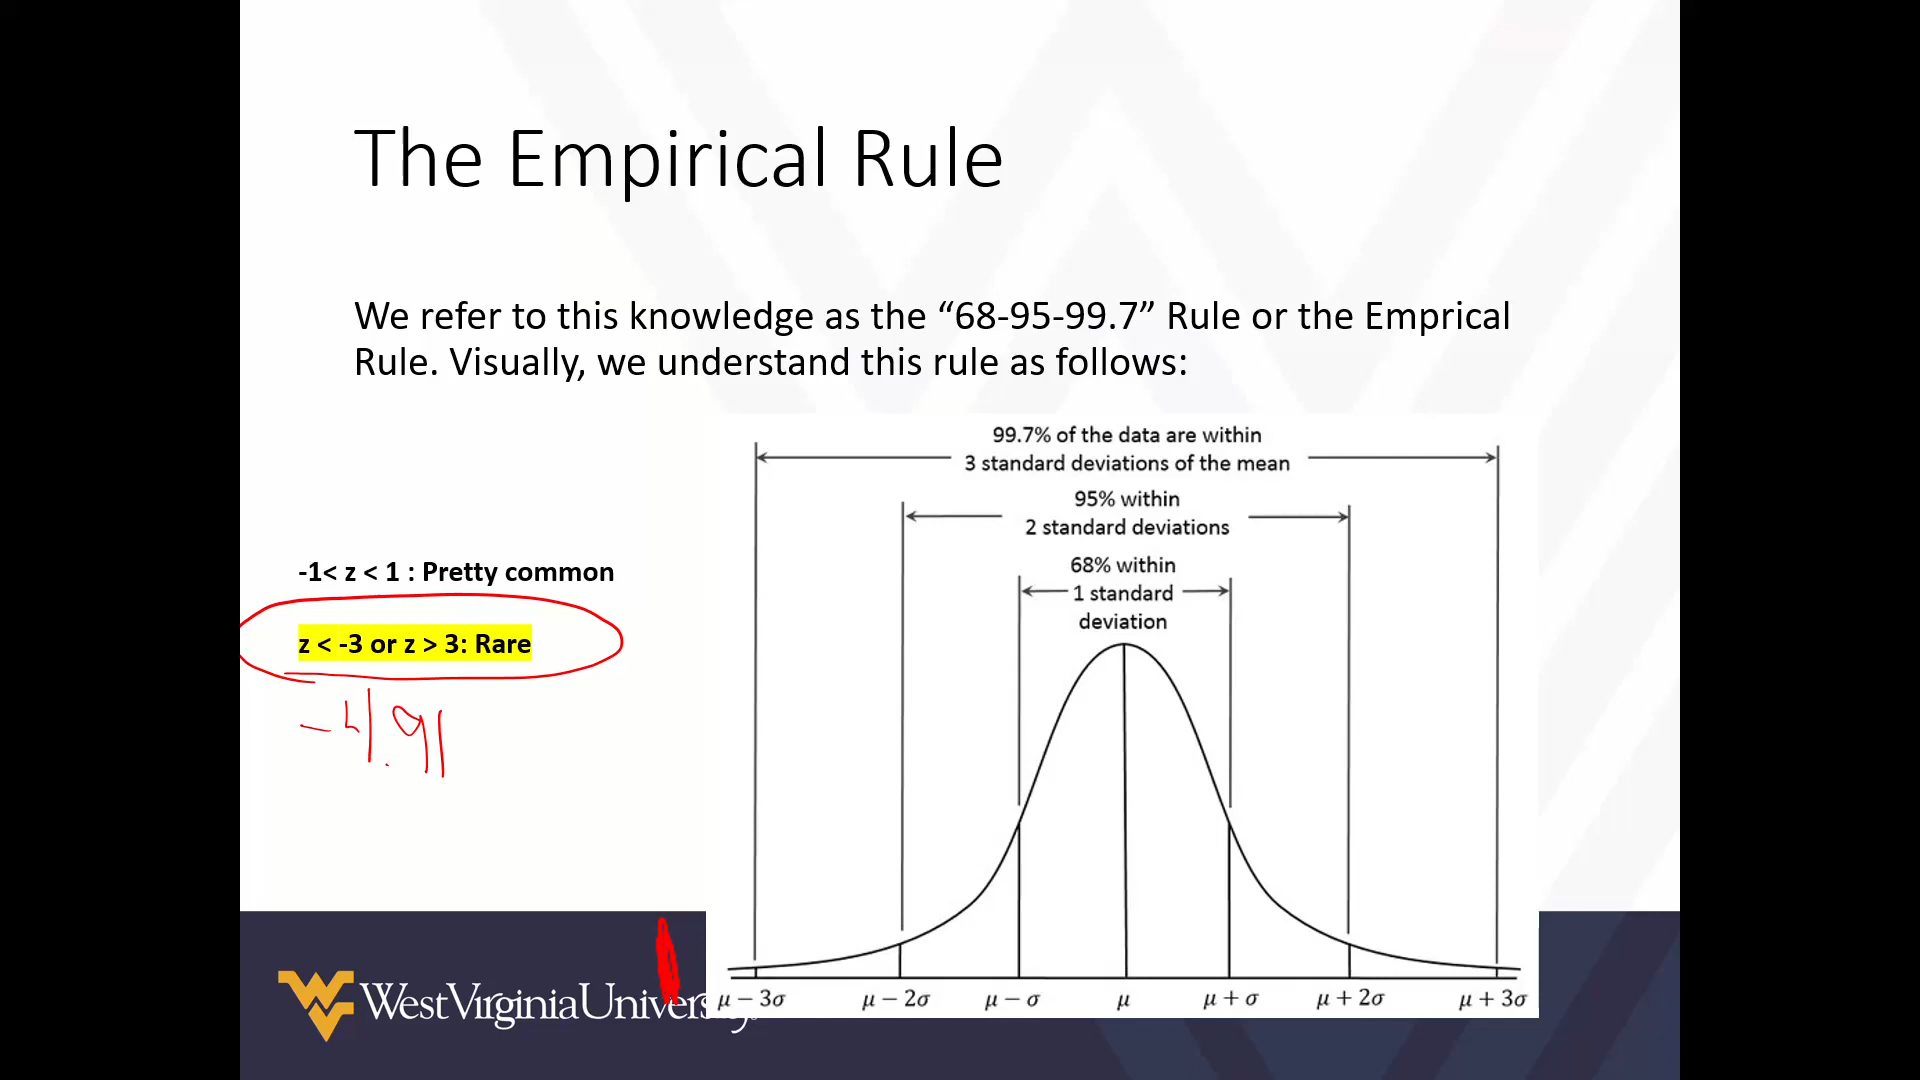 The Empirical Rule
We refer to this knowledge as the “68-95-99.7” Rule or the Emprical
Rule. Visually, we understand this rule as follows:
99.7% of the data are within
3 standard deviations of the mean
95% within
2 standard deviations
68% within
1 standard
deviation
-1< z < 1 : Pretty common
z < -3 or z > 3: Rare
-4.91
μ − 3σ μ − 2σ μ − σ μ μ + σ μ + 2σ μ + 3σ
WestVirginiaUniversity.